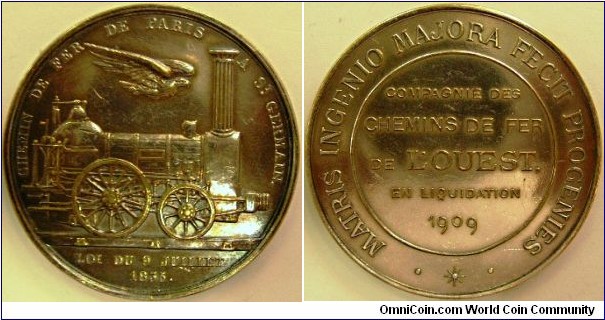 CHEMIN DE FER DE PARIS A ST GERMAIN
LOI DU 9 JUILLET
1835.
MATRIS INGENIO MAJORA FECIT PROGENIES
COMPAGNIE DES
CHEMINS DE FER
DE L'OUEST.
EN LIQUIDATION
1909
OmniCoin.com World Coin Community